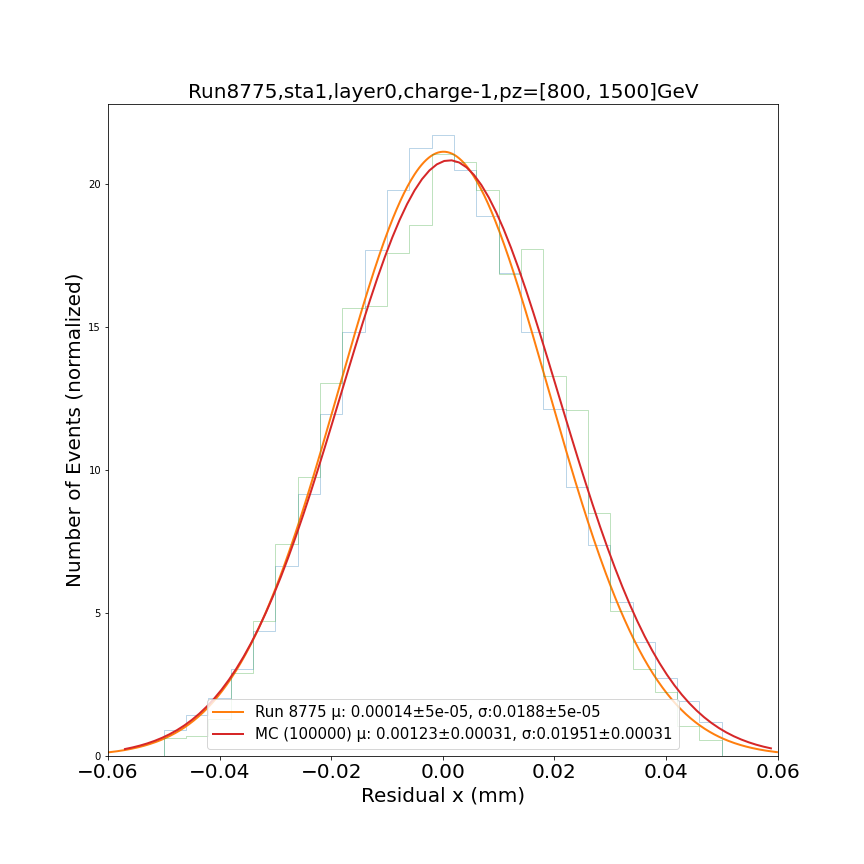 Run8775,sta1,layer0,charge-1,pz=[800, 1500]GeV
Number of Events (normalized)
20
15
10
5
0
Run 8775 μ: 0.00014±5e-05, σ:0.0188±5e-05
MC (100000) μ: 0.00123±0.00031, σ:0.01951±0.00031
−0.06 −0.04 −0.02 0.00 0.02 0.04 0.06
Residual x (mm)